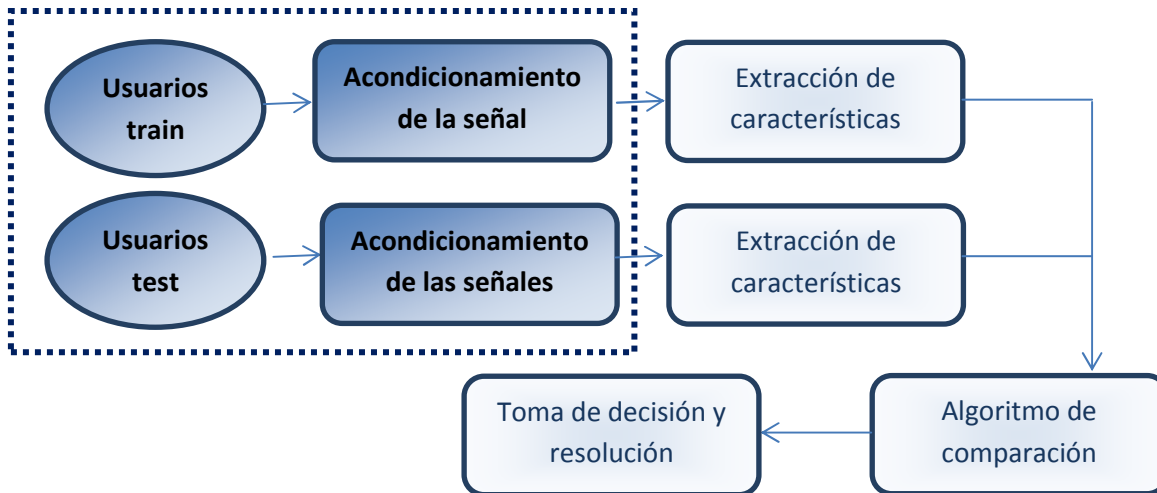 Usuarios
train
Acondicionamiento
de la señal
Extracción de
características
Usuarios
test
Acondicionamiento
de las señales
Extracción de
características
Toma de decisión y
resolución
Algoritmo de
comparación